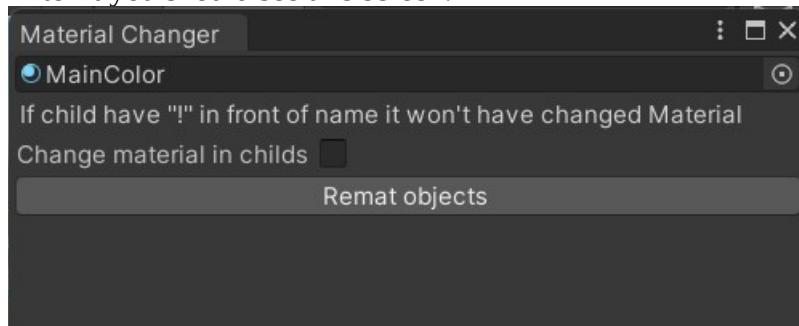 Material Changer
MainColor
If child have "!" in front of name it won't have changed Material
Change material in childs
Remat objects